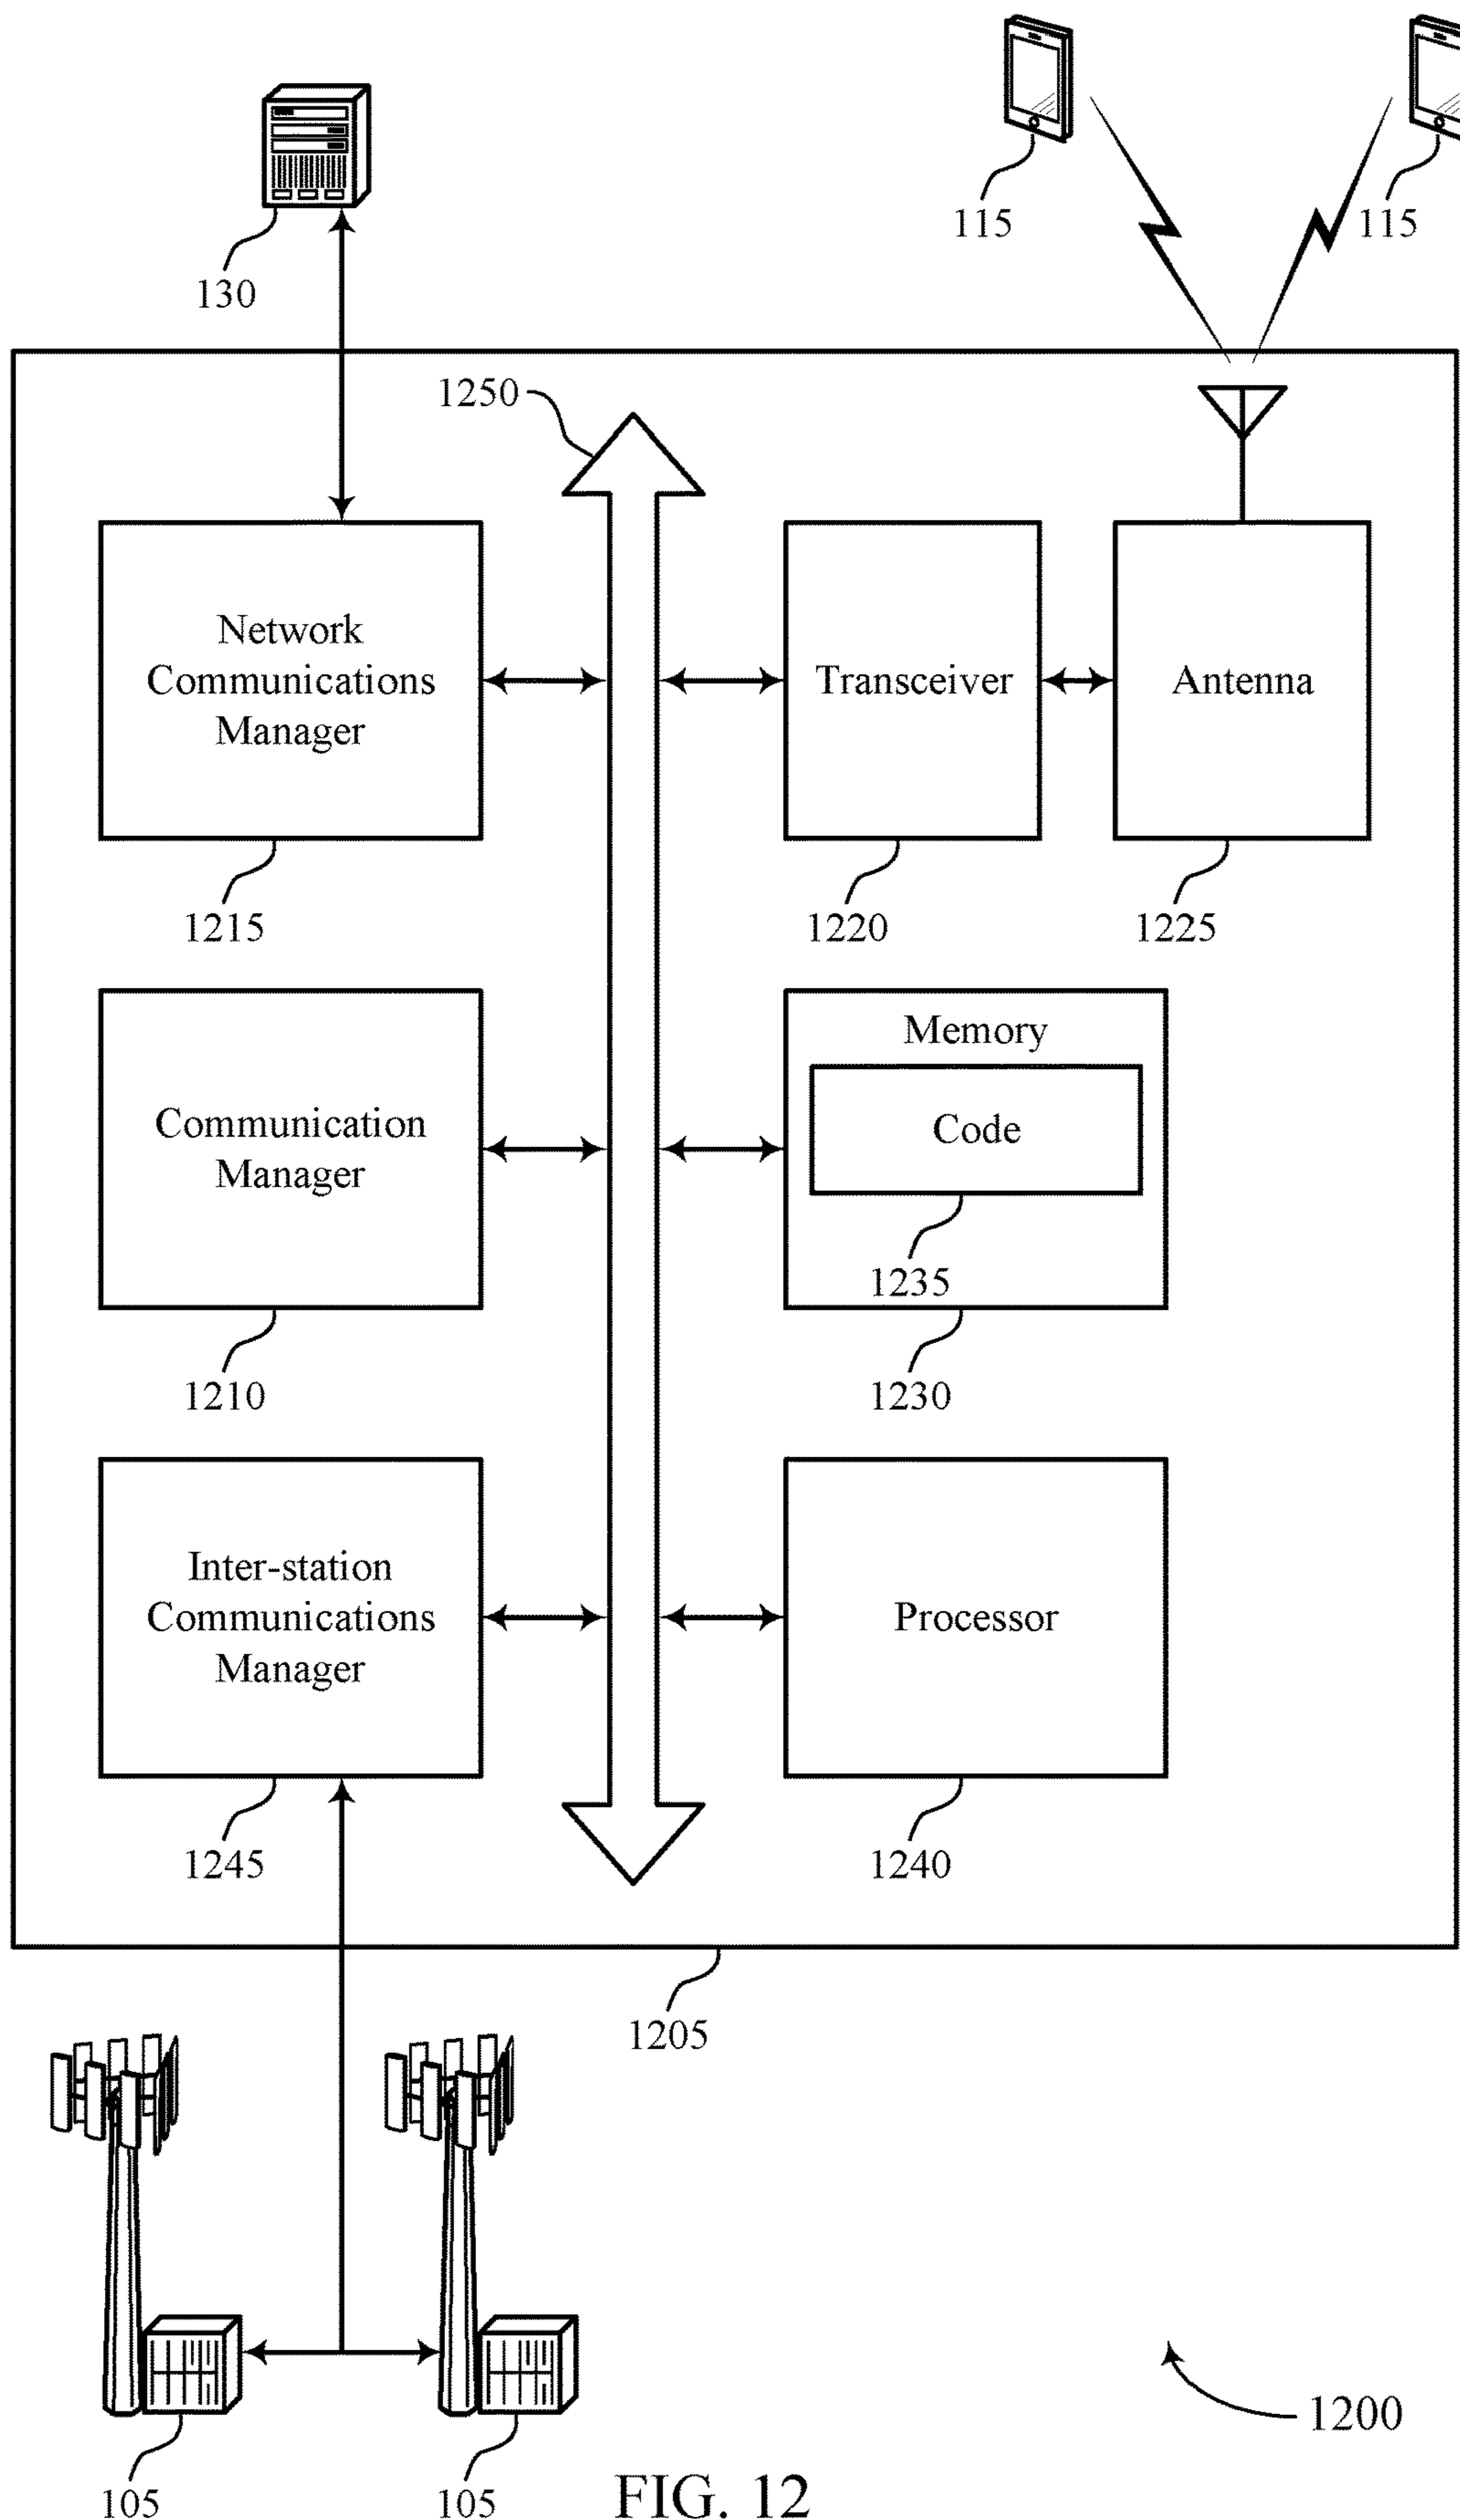 115
115
130
1250
Network
Communications
Manager
Transceiver
Antenna
1215
1220
1225
Memory
Code
Communication
Manager
1235
1210
1230
Inter-station
Communications
Manager
Processor
1245
1240
1205
1200
105
105
FIG. 12